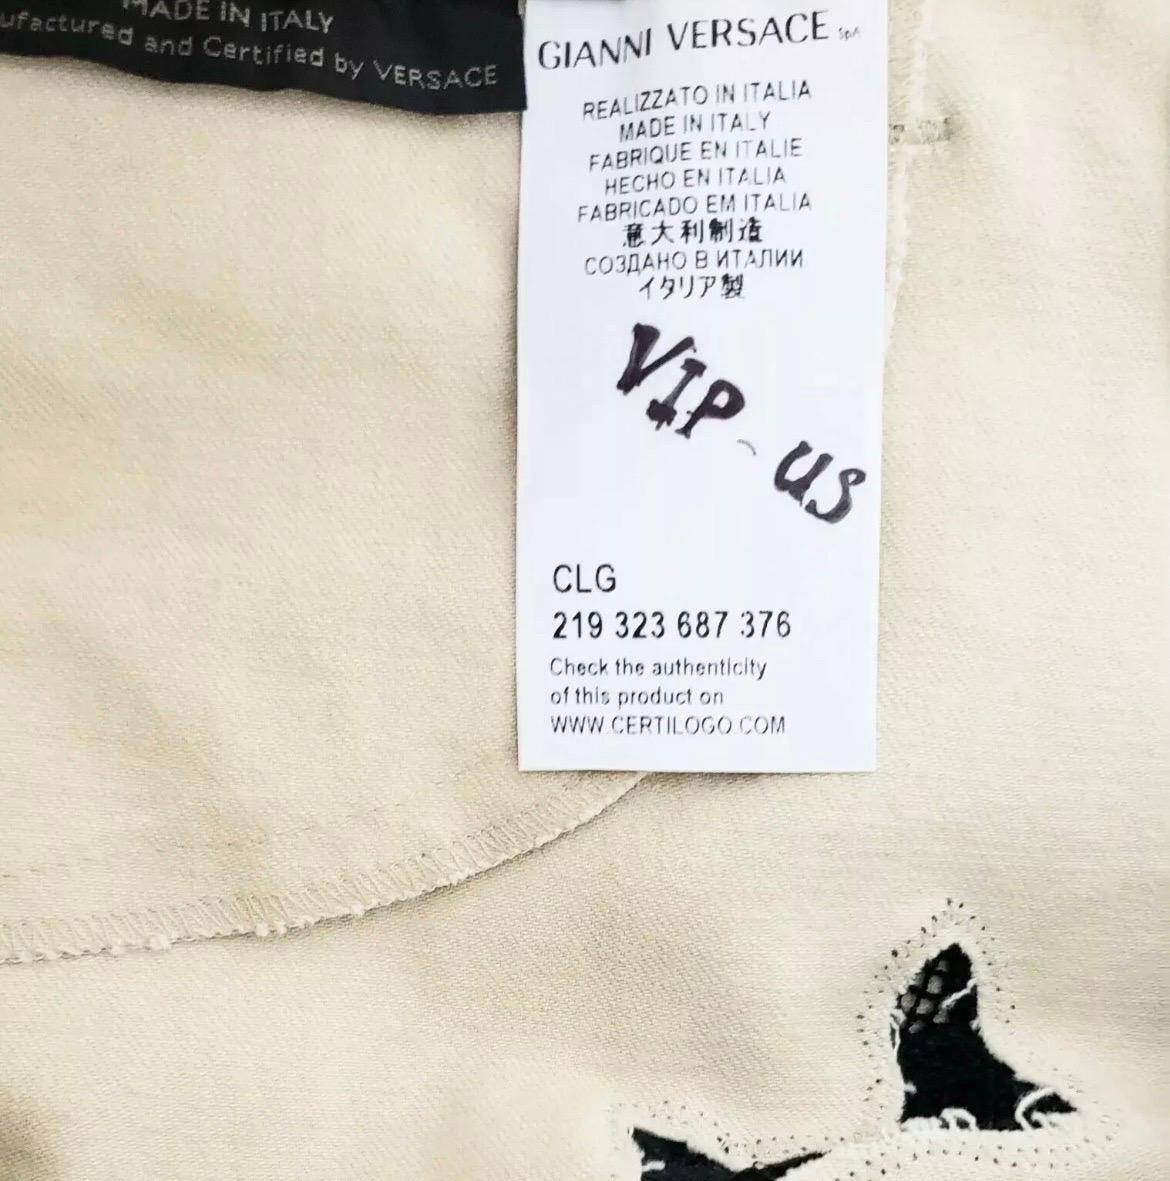 MADE IN ITALY
ufactured and Certified by VERSACE
GIANNI VERSACE SpA
REALIZZATO IN ITALIA
MADE IN ITALY
FABRIQUE EN ITALIE
HECHO EN ITALIA
FABRICADO EM ITALIA
意大利制造
СОЗДАНО В ИТАЛИИ
イタリア製
VIP - US
CLG
219 323 687 376
Check the authenticity
of this product on
WWW.CERTILOGO.COM